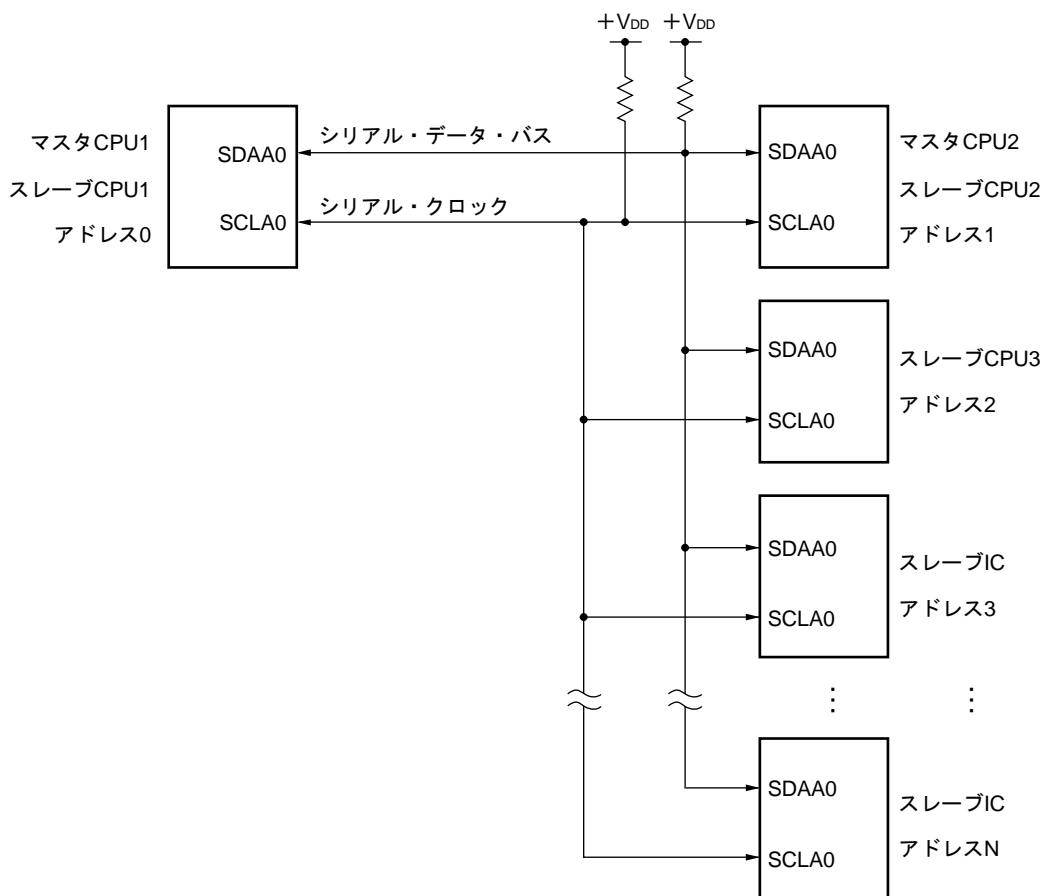 ＋VDD ＋VDD
マスタCPU1
スレーブCPU1
アドレス0
SDAA0
SCLA0
シリアル・データ・バス
シリアル・クロック
SDAA0
SCLA0
マスタCPU2
スレーブCPU2
アドレス1
SDAA0
SCLA0
スレーブCPU3
アドレス2
SDAA0
SCLA0
スレーブIC
アドレス3
SDAA0
SCLA0
スレーブIC
アドレスN